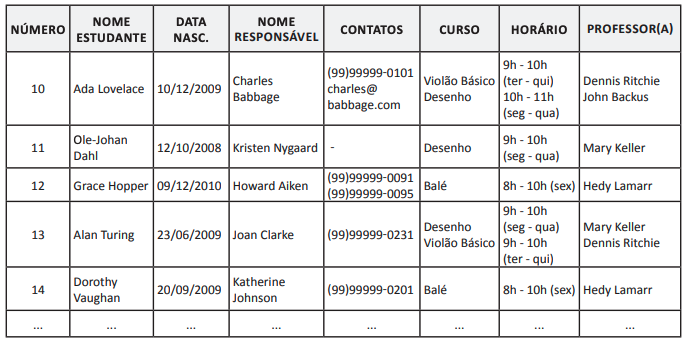 NÚMERO NOME ESTUDANTE DATA NASC. NOME RESPONSÁVEL CONTATOS CURSO HORÁRIO PROFESSOR(A)
10 Ada Lovelace 10/12/2009 Charles Babbage (99)99999-0101 charles@ babbage.com Violão Básico Desenho 9h - 10h (ter - qui) 10h - 11h (seg - qua) Dennis Ritchie John Backus
11 Ole-Johan Dahl 12/10/2008 Kristen Nygaard - Desenho 9h - 10h (seg - qua) Mary Keller
12 Grace Hopper 09/12/2010 Howard Aiken (99)99999-0091 (99)99999-0095 Balé 8h - 10h (sex) Hedy Lamarr
13 Alan Turing 23/06/2009 Joan Clarke (99)99999-0231 Desenho Violão Básico 9h - 10h (seg - qua) 9h - 10h (ter - qui) Mary Keller Dennis Ritchie
14 Dorothy Vaughan 20/09/2009 Katherine Johnson (99)99999-0201 Balé 8h - 10h (sex) Hedy Lamarr
... ... ... ... ... ... ... ...